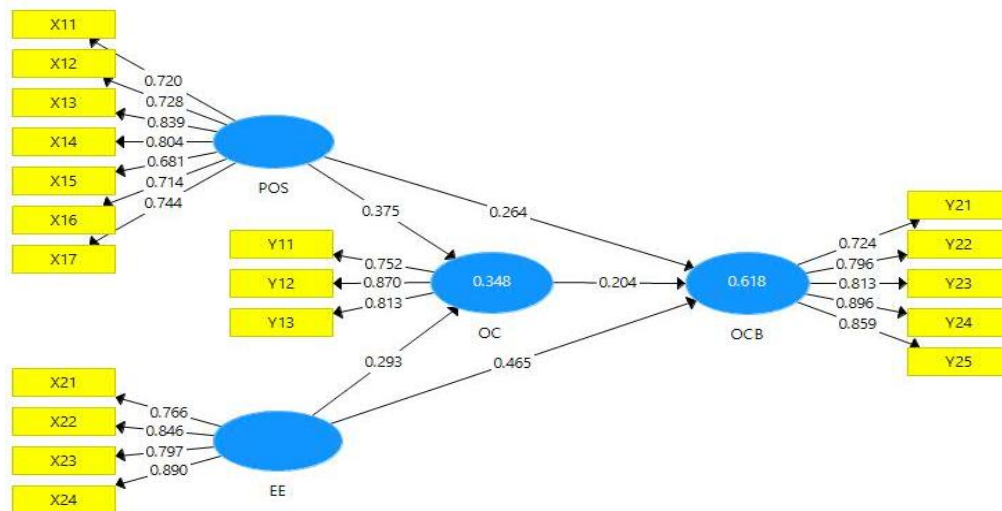 X11
X12
X13
X14
X15
X16
X17
0.720
0.728
0.839
0.804
0.681
0.714
0.744
POS
0.375
0.264
Y11
Y12
Y13
0.752
0.870
0.813
0.348
OC
0.204
0.618
OCB
Y21
Y22
Y23
Y24
Y25
0.724
0.796
0.813
0.896
0.859
0.293
0.465
X21
X22
X23
X24
0.766
0.846
0.797
0.890
EE